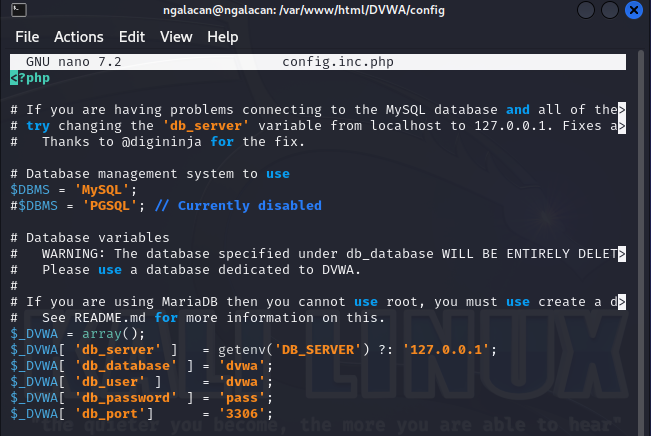 ngalacan@ngalacan: /var/www/html/DVWA/config
File Actions Edit View Help
GNU nano 7.2 config.inc.php
<?php
# If you are having problems connecting to the MySQL database and all of the>
# try changing the 'db_server' variable from localhost to 127.0.0.1. Fixes a>
#   Thanks to @digininja for the fix.
# Database management system to use
$DBMS = 'MySQL';
#$DBMS = 'PGSQL'; // Currently disabled
# Database variables
#   WARNING: The database specified under db_database WILL BE ENTIRELY DELET>
#   Please use a database dedicated to DVWA.
#
# If you are using MariaDB then you cannot use root, you must use create a d>
#   See README.md for more information on this.
$_DVWA = array();
$_DVWA[ 'db_server' ]   = getenv('DB_SERVER') ?: '127.0.0.1';
$_DVWA[ 'db_database' ] = 'dvwa';
$_DVWA[ 'db_user' ]     = 'dvwa';
$_DVWA[ 'db_password' ] = 'pass';
$_DVWA[ 'db_port']      = '3306';
KALI LINUX
"the quieter you become, the more you are able to hear"